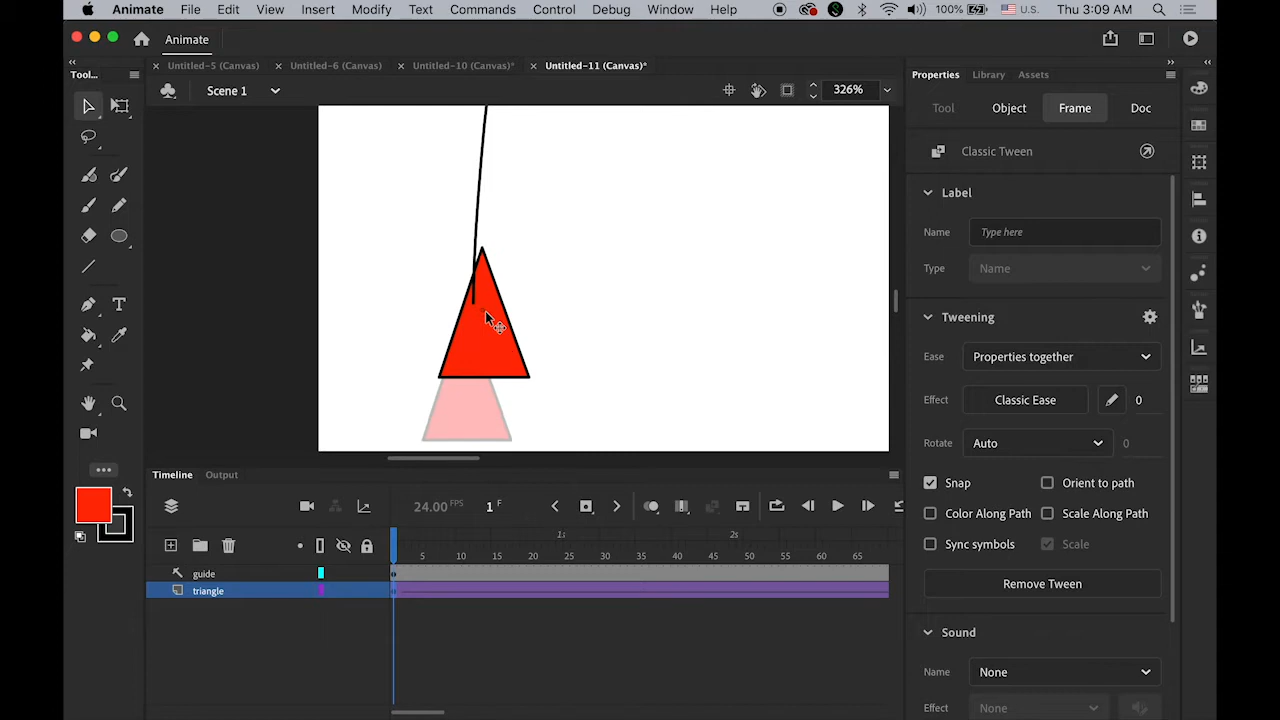 Animate File Edit View Insert Modify Text Commands Control Debug Window Help 100% U.S. Thu 3:09 AM
Animate
Tool...
Untitled-5 (Canvas) Untitled-6 (Canvas) Untitled-10 (Canvas)* Untitled-11 (Canvas)*
Scene 1 326%
Properties Library Assets
Tool Object Frame Doc
Classic Tween
Label
Name Type here
Type Name
Tweening
Ease Properties together
Effect Classic Ease 0
Rotate Auto 0
Snap Orient to path
Color Along Path Scale Along Path
Sync symbols Scale
Remove Tween
Sound
Name None
Effect None
Timeline Output
24.00 FPS 1 F
1s 2s
5 10 15 20 25 30 35 40 45 50 55 60 65
guide
triangle